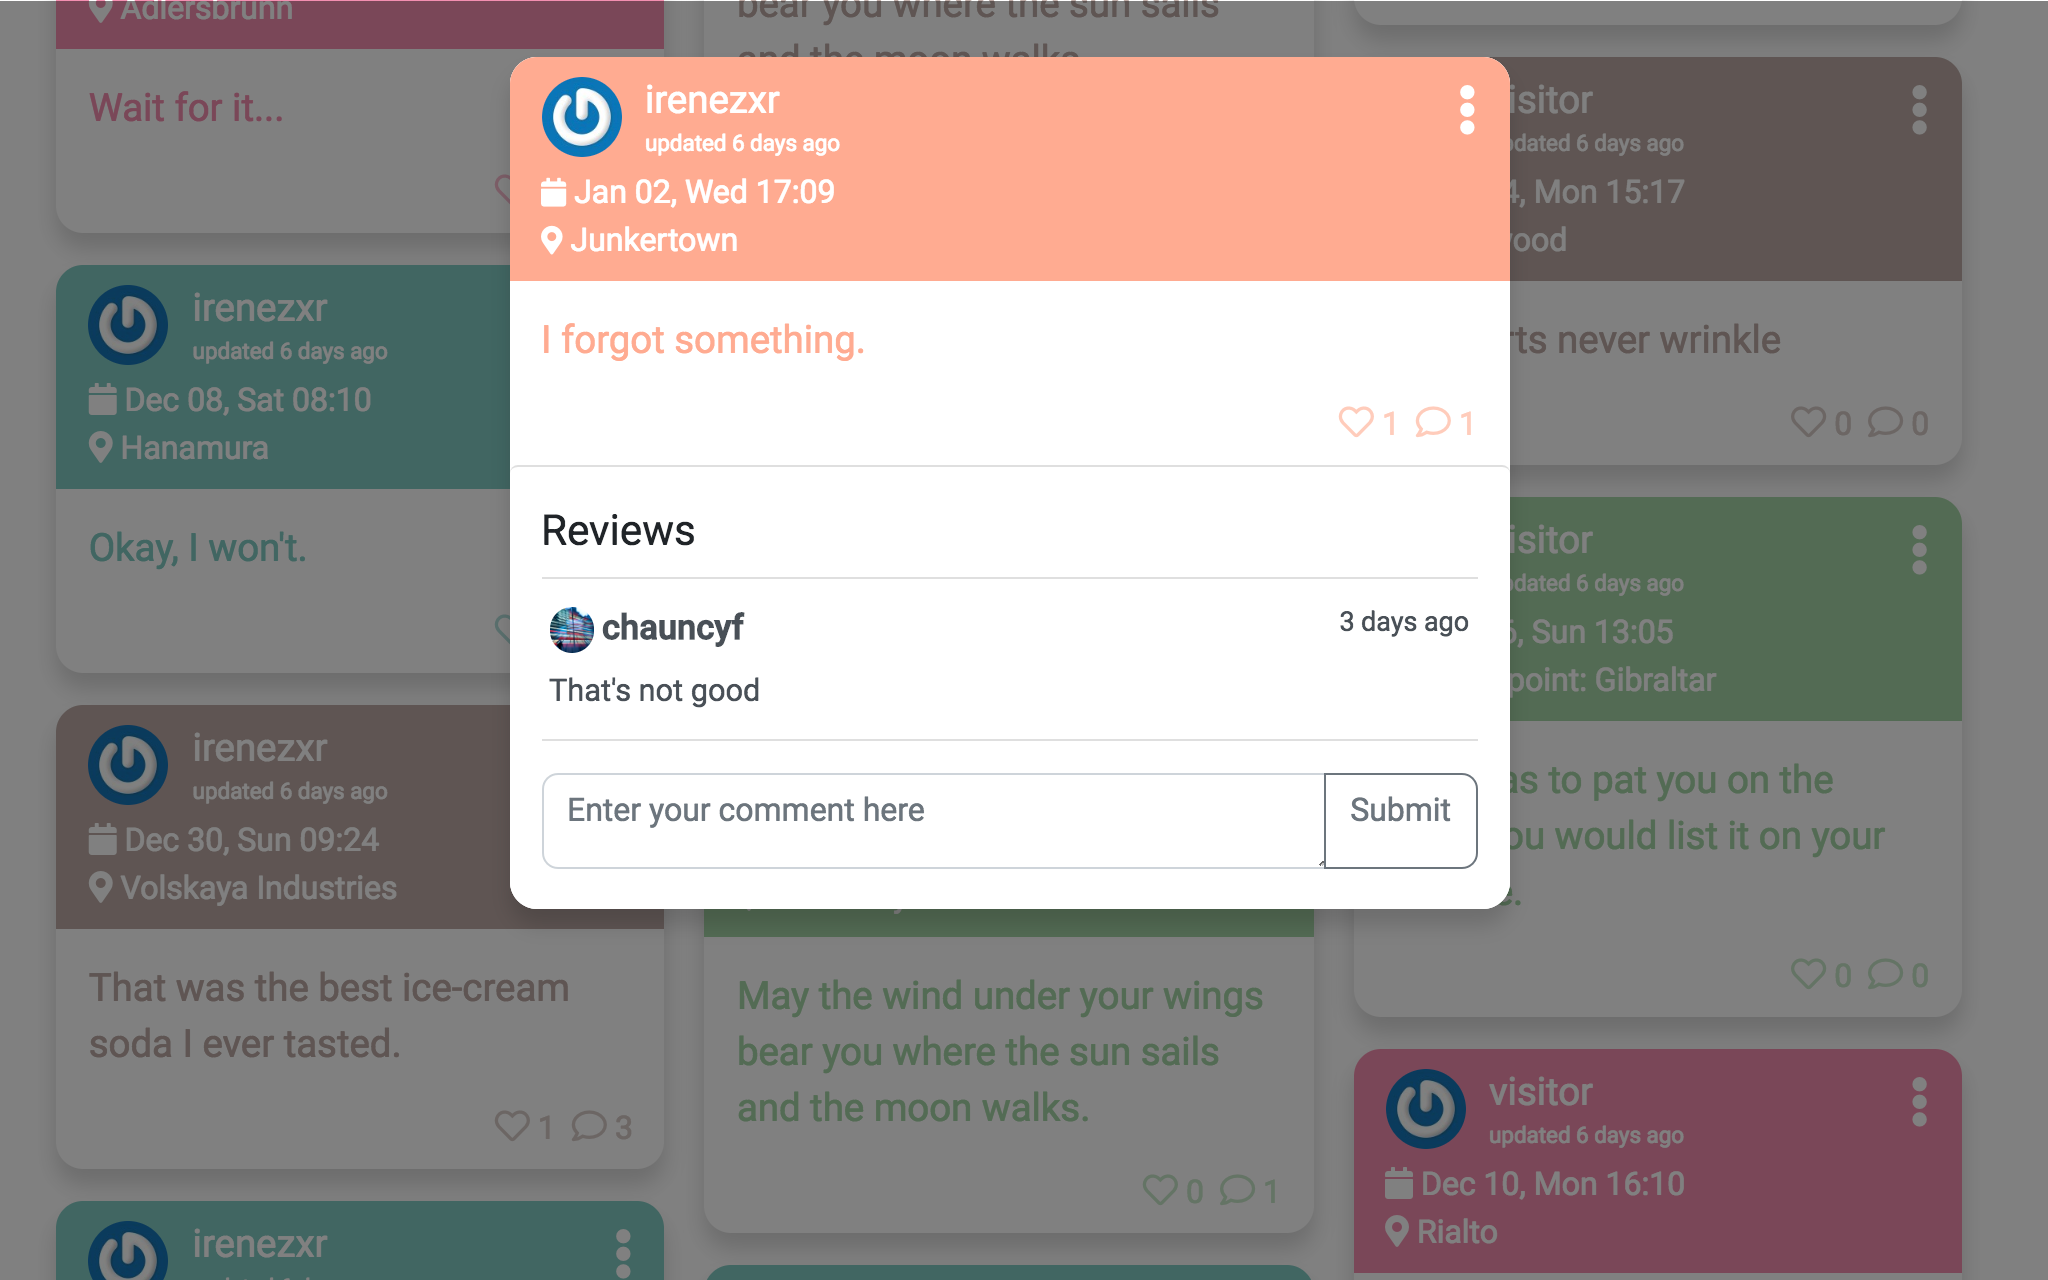 Adlersbrunn
Wait for it...
irenezxr
updated 6 days ago
Dec 08, Sat 08:10
Hanamura
Okay, I won't.
irenezxr
updated 6 days ago
Dec 30, Sun 09:24
Volskaya Industries
That was the best ice-cream
soda I ever tasted.
1 3
irenezxr
bear you where the sun sails
and the moon walks
irenezxr
updated 6 days ago
Jan 02, Wed 17:09
Junkertown
I forgot something.
1 1
Reviews
chauncyf
3 days ago
That's not good
Enter your comment here
Submit
May the wind under your wings
bear you where the sun sails
and the moon walks.
0 1
isitor
dated 6 days ago
4, Mon 15:17
ood
rts never wrinkle
0 0
isitor
dated 6 days ago
, Sun 13:05
point: Gibraltar
as to pat you on the
ou would list it on your
0 0
visitor
updated 6 days ago
Dec 10, Mon 16:10
Rialto